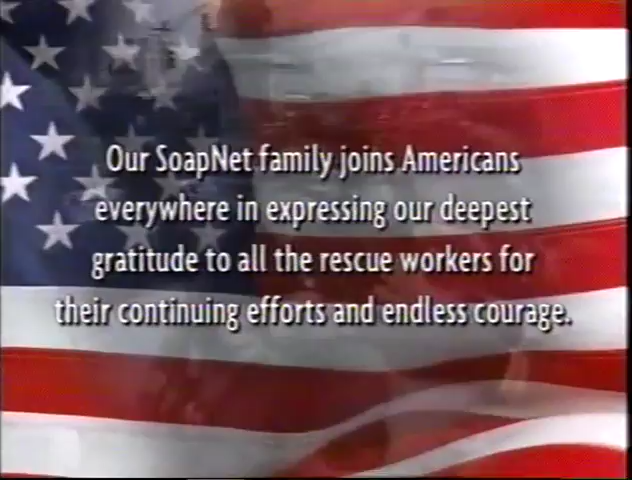 Our SoapNet family joins Americans
everywhere in expressing our deepest
gratitude to all the rescue workers for
their continuing efforts and endless courage.